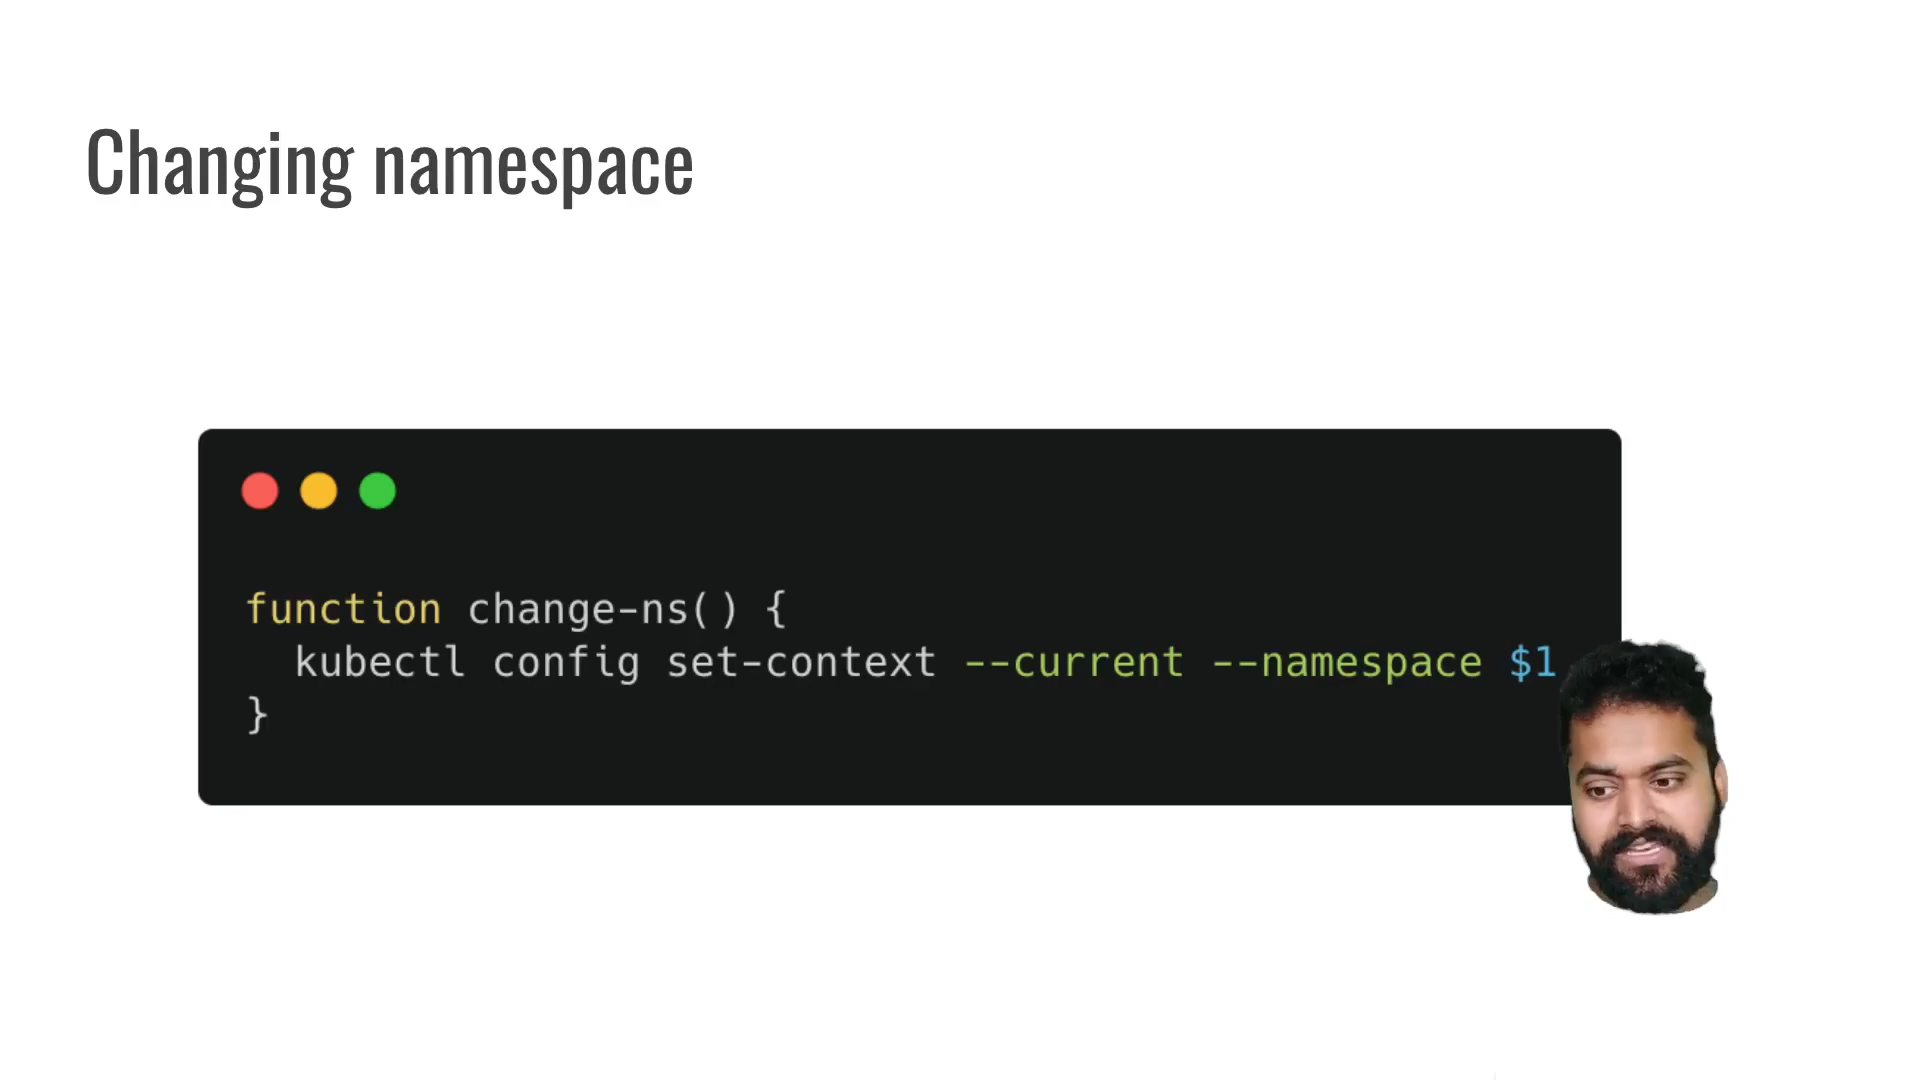 Changing namespace
function change-ns() {
  kubectl config set-context --current --namespace $1
}